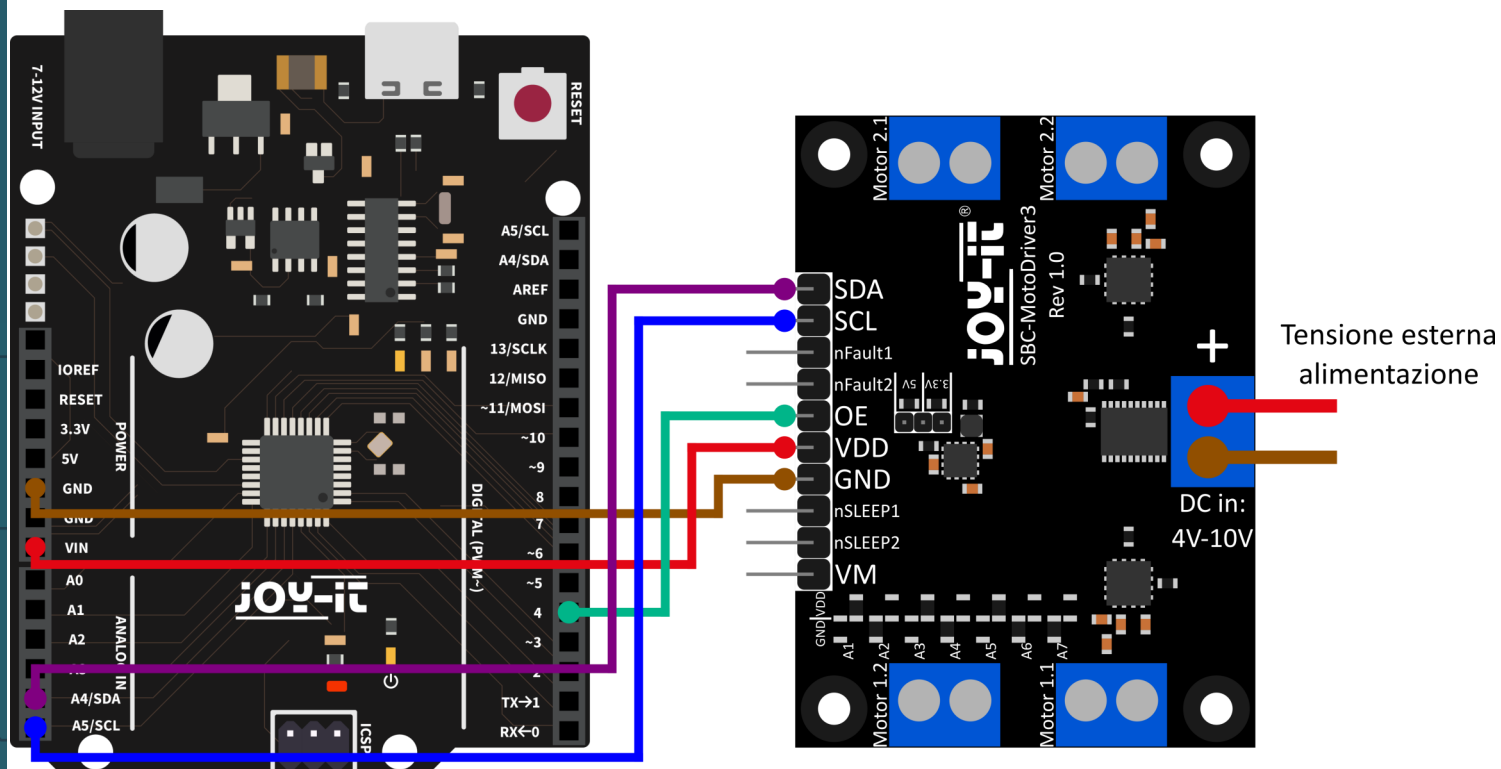 7-12V INPUT
RESET
A5/SCL
A4/SDA
AREF
GND
13/SCLK
12/MISO
~11/MOSI
~10
~9
8
7
~6
~5
4
~3
2
TX→1
RX←0
DIGITAL (PWM~)
IOREF
RESET
3.3V
5V
GND
GND
VIN
POWER
A0
A1
A2
A3
A4/SDA
A5/SCL
ANALOG IN
JOY-iT
ICSP
Motor 2.1
Motor 2.2
JOY-iT®
SBC-MotoDriver3
Rev 1.0
SDA
SCL
nFault1
nFault2
OE
VDD
GND
nSLEEP1
nSLEEP2
VM
5V
3.3V
GND
VDD
A1
A2
A3
A4
A5
A6
A7
Motor 1.2
Motor 1.1
+
DC in:
4V-10V
Tensione esterna
alimentazione